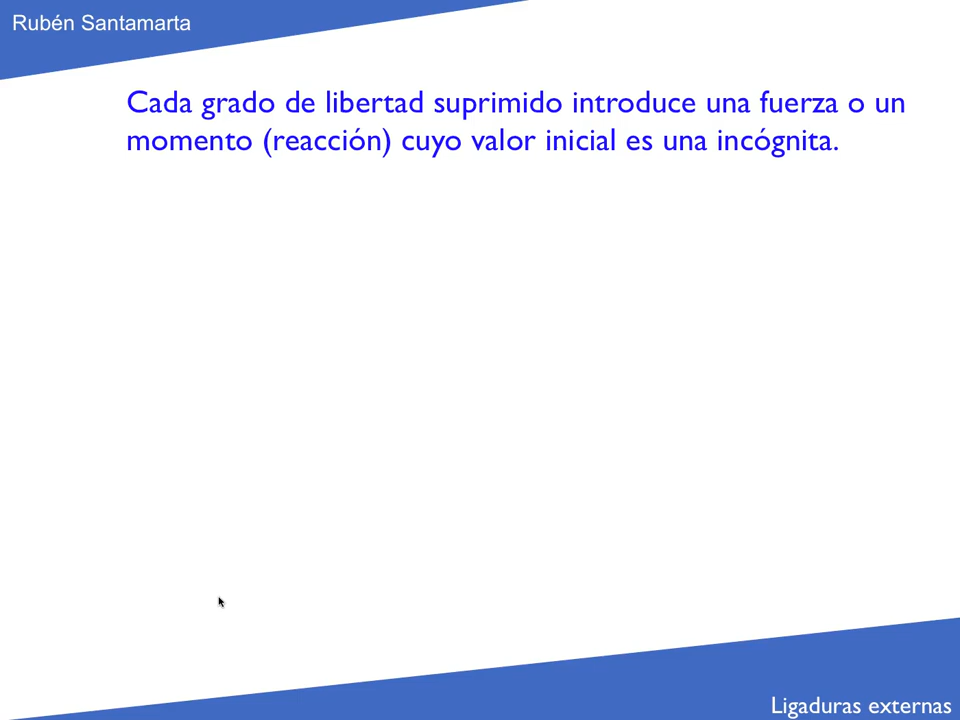 Rubén Santamarta
Cada grado de libertad suprimido introduce una fuerza o un
momento (reacción) cuyo valor inicial es una incógnita.
Ligaduras externas